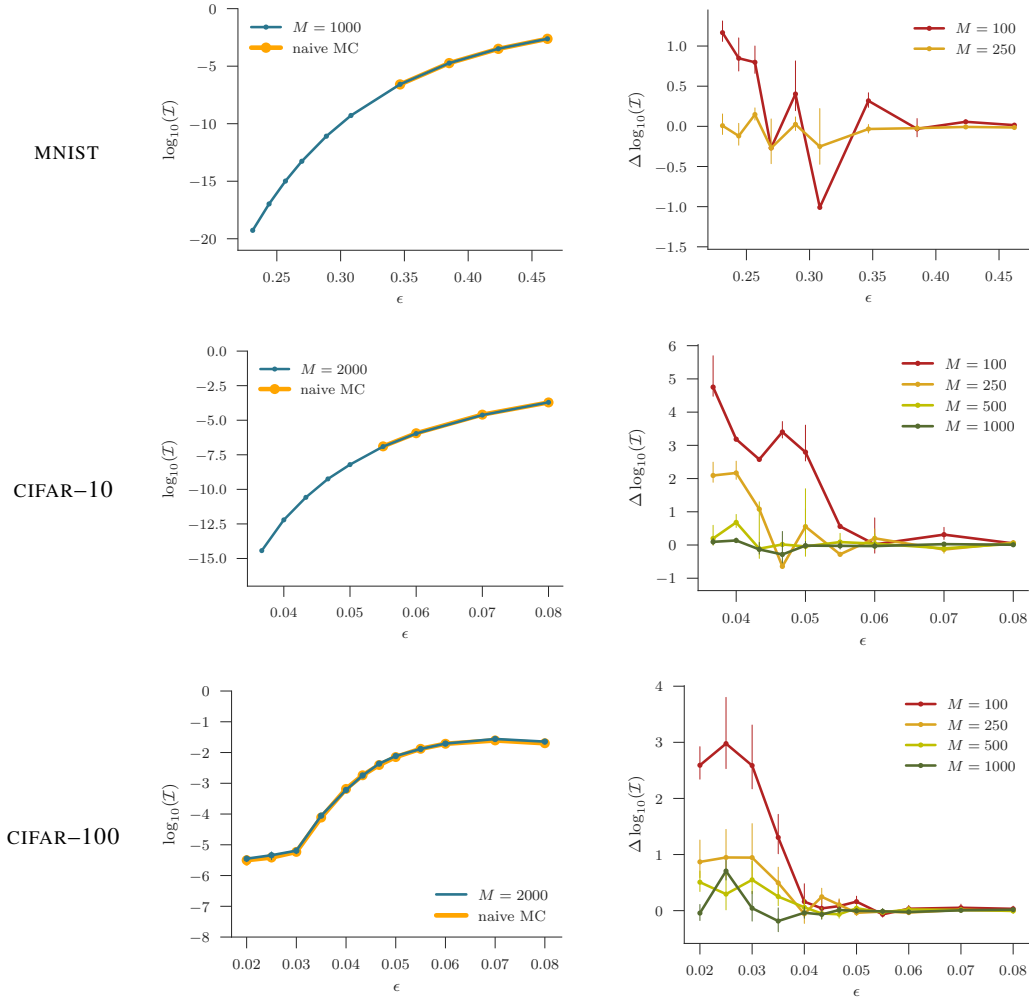 MNIST
0
−5
−10
−15
−20
log₁₀(ℐ)
0.25 0.30 0.35 0.40 0.45
ϵ
M = 1000
naive MC
1.0
0.5
0.0
−0.5
−1.0
−1.5
Δ log₁₀(ℐ)
0.25 0.30 0.35 0.40 0.45
ϵ
M = 100
M = 250
CIFAR–10
0.0
−2.5
−5.0
−7.5
−10.0
−12.5
−15.0
log₁₀(ℐ)
0.04 0.05 0.06 0.07 0.08
ϵ
M = 2000
naive MC
6
5
4
3
2
1
0
−1
Δ log₁₀(ℐ)
0.04 0.05 0.06 0.07 0.08
ϵ
M = 100
M = 250
M = 500
M = 1000
CIFAR–100
0
−1
−2
−3
−4
−5
−6
−7
−8
log₁₀(ℐ)
0.02 0.03 0.04 0.05 0.06 0.07 0.08
ϵ
M = 2000
naive MC
4
3
2
1
0
Δ log₁₀(ℐ)
0.02 0.03 0.04 0.05 0.06 0.07 0.08
ϵ
M = 100
M = 250
M = 500
M = 1000